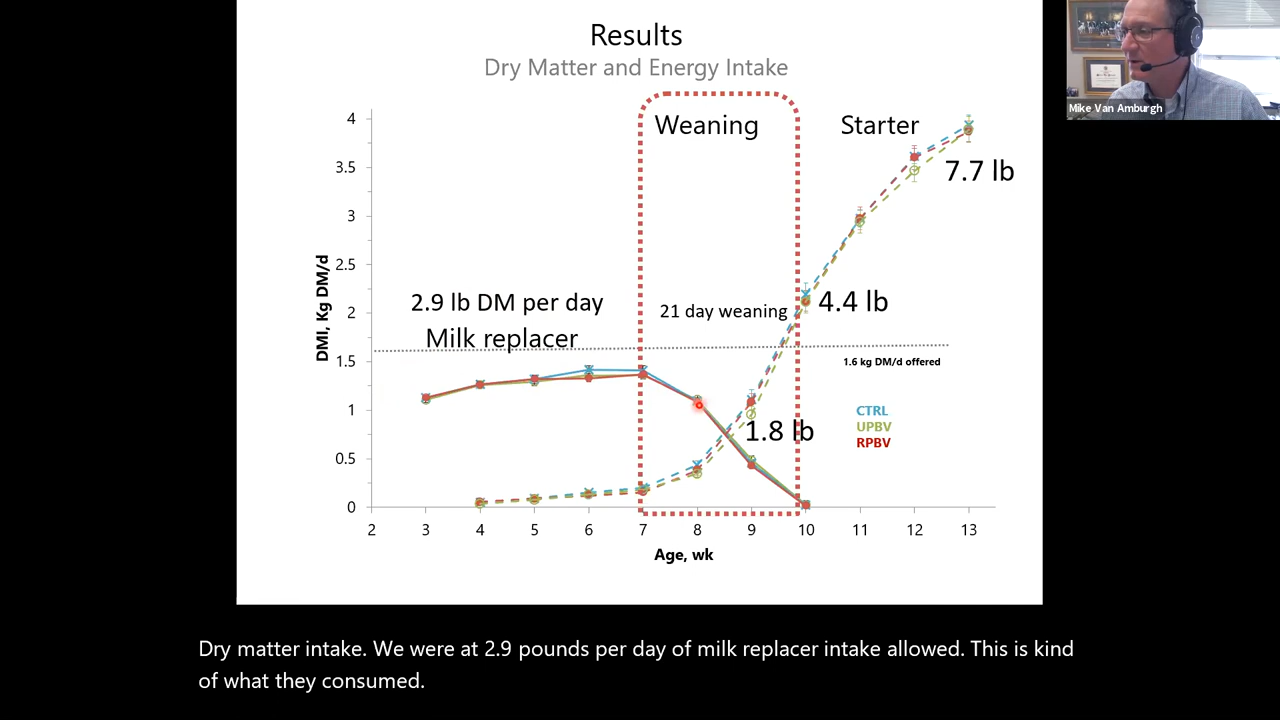 Results
Dry Matter and Energy Intake
Weaning
Starter
4
3.5
3
2.5
2
1.5
1
0.5
0
DMI, Kg DM/d
7.7 lb
2.9 lb DM per day
Milk replacer
21 day weaning
4.4 lb
1.6 kg DM/d offered
CTRL
UPBV
RPBV
1.8 lb
2 3 4 5 6 7 8 9 10 11 12 13
Age, wk
Mike Van Amburgh
Dry matter intake. We were at 2.9 pounds per day of milk replacer intake allowed. This is kind
of what they consumed.